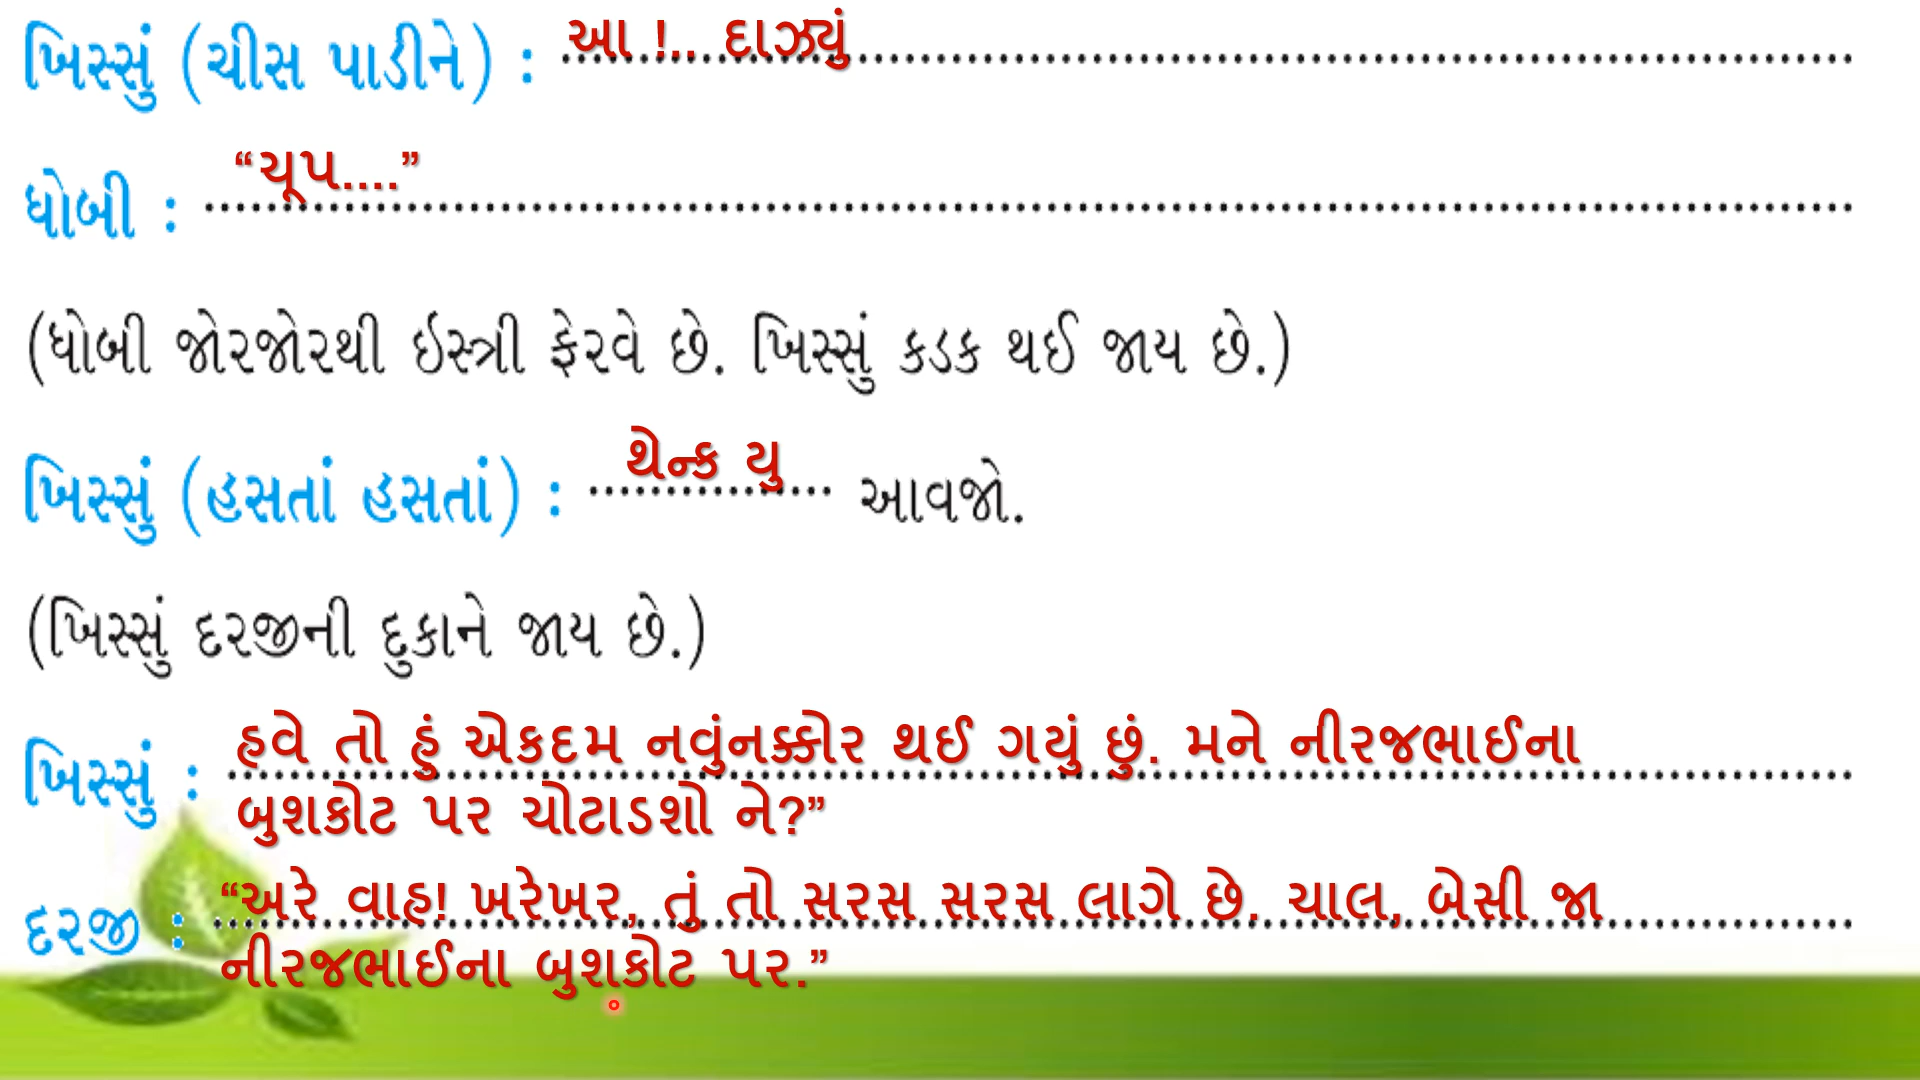 ખિસ્સું (ચીસ પાડીને) : આ !.. દાઝ્યું
ધોબી : “ચૂપ....”
(ધોબી જોરજોરથી ઇસ્ત્રી ફેરવે છે. ખિસ્સું કડક થઈ જાય છે.)
ખિસ્સું (હસતાં હસતાં) : થેન્ક યુ આવજો.
(ખિસ્સું દરજીની દુકાને જાય છે.)
ખિસ્સું : હવે તો હું એકદમ નવુંનક્કોર થઈ ગયું છું. મને નીરજભાઈના
બુશકોટ પર ચોટાડશો ને?”
દરજી : “અરે વાહ! ખરેખર, તું તો સરસ સરસ લાગે છે. ચાલ, બેસી જા
નીરજભાઈના બુશકોટ પર.”